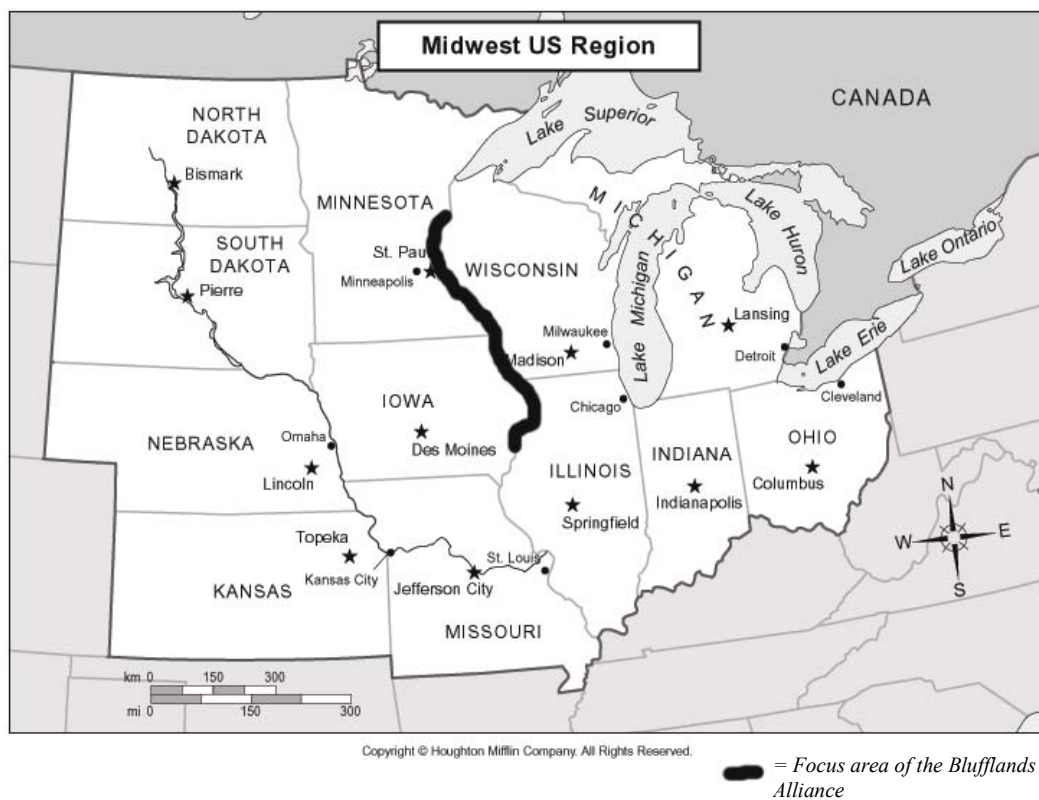 Midwest US Region
CANADA
Lake Superior
NORTH
DAKOTA
Bismark
MINNESOTA
MICHIGAN
Lake Huron
Lake Ontario
SOUTH
DAKOTA
St. Pau
Minneapolis
WISCONSIN
Lake Michigan
Pierre
Lansing
Milwaukee
Madison
Detroit
Lake Erie
Cleveland
Chicago
IOWA
Omaha
Des Moines
NEBRASKA
Lincoln
ILLINOIS
Springfield
INDIANA
Indianapolis
OHIO
Columbus
N
W
E
S
Topeka
Kansas City
KANSAS
St. Louis
Jefferson City
MISSOURI
km 0 150 300
mi 0 150 300
Copyright © Houghton Mifflin Company. All Rights Reserved.
= Focus area of the Blufflands
Alliance